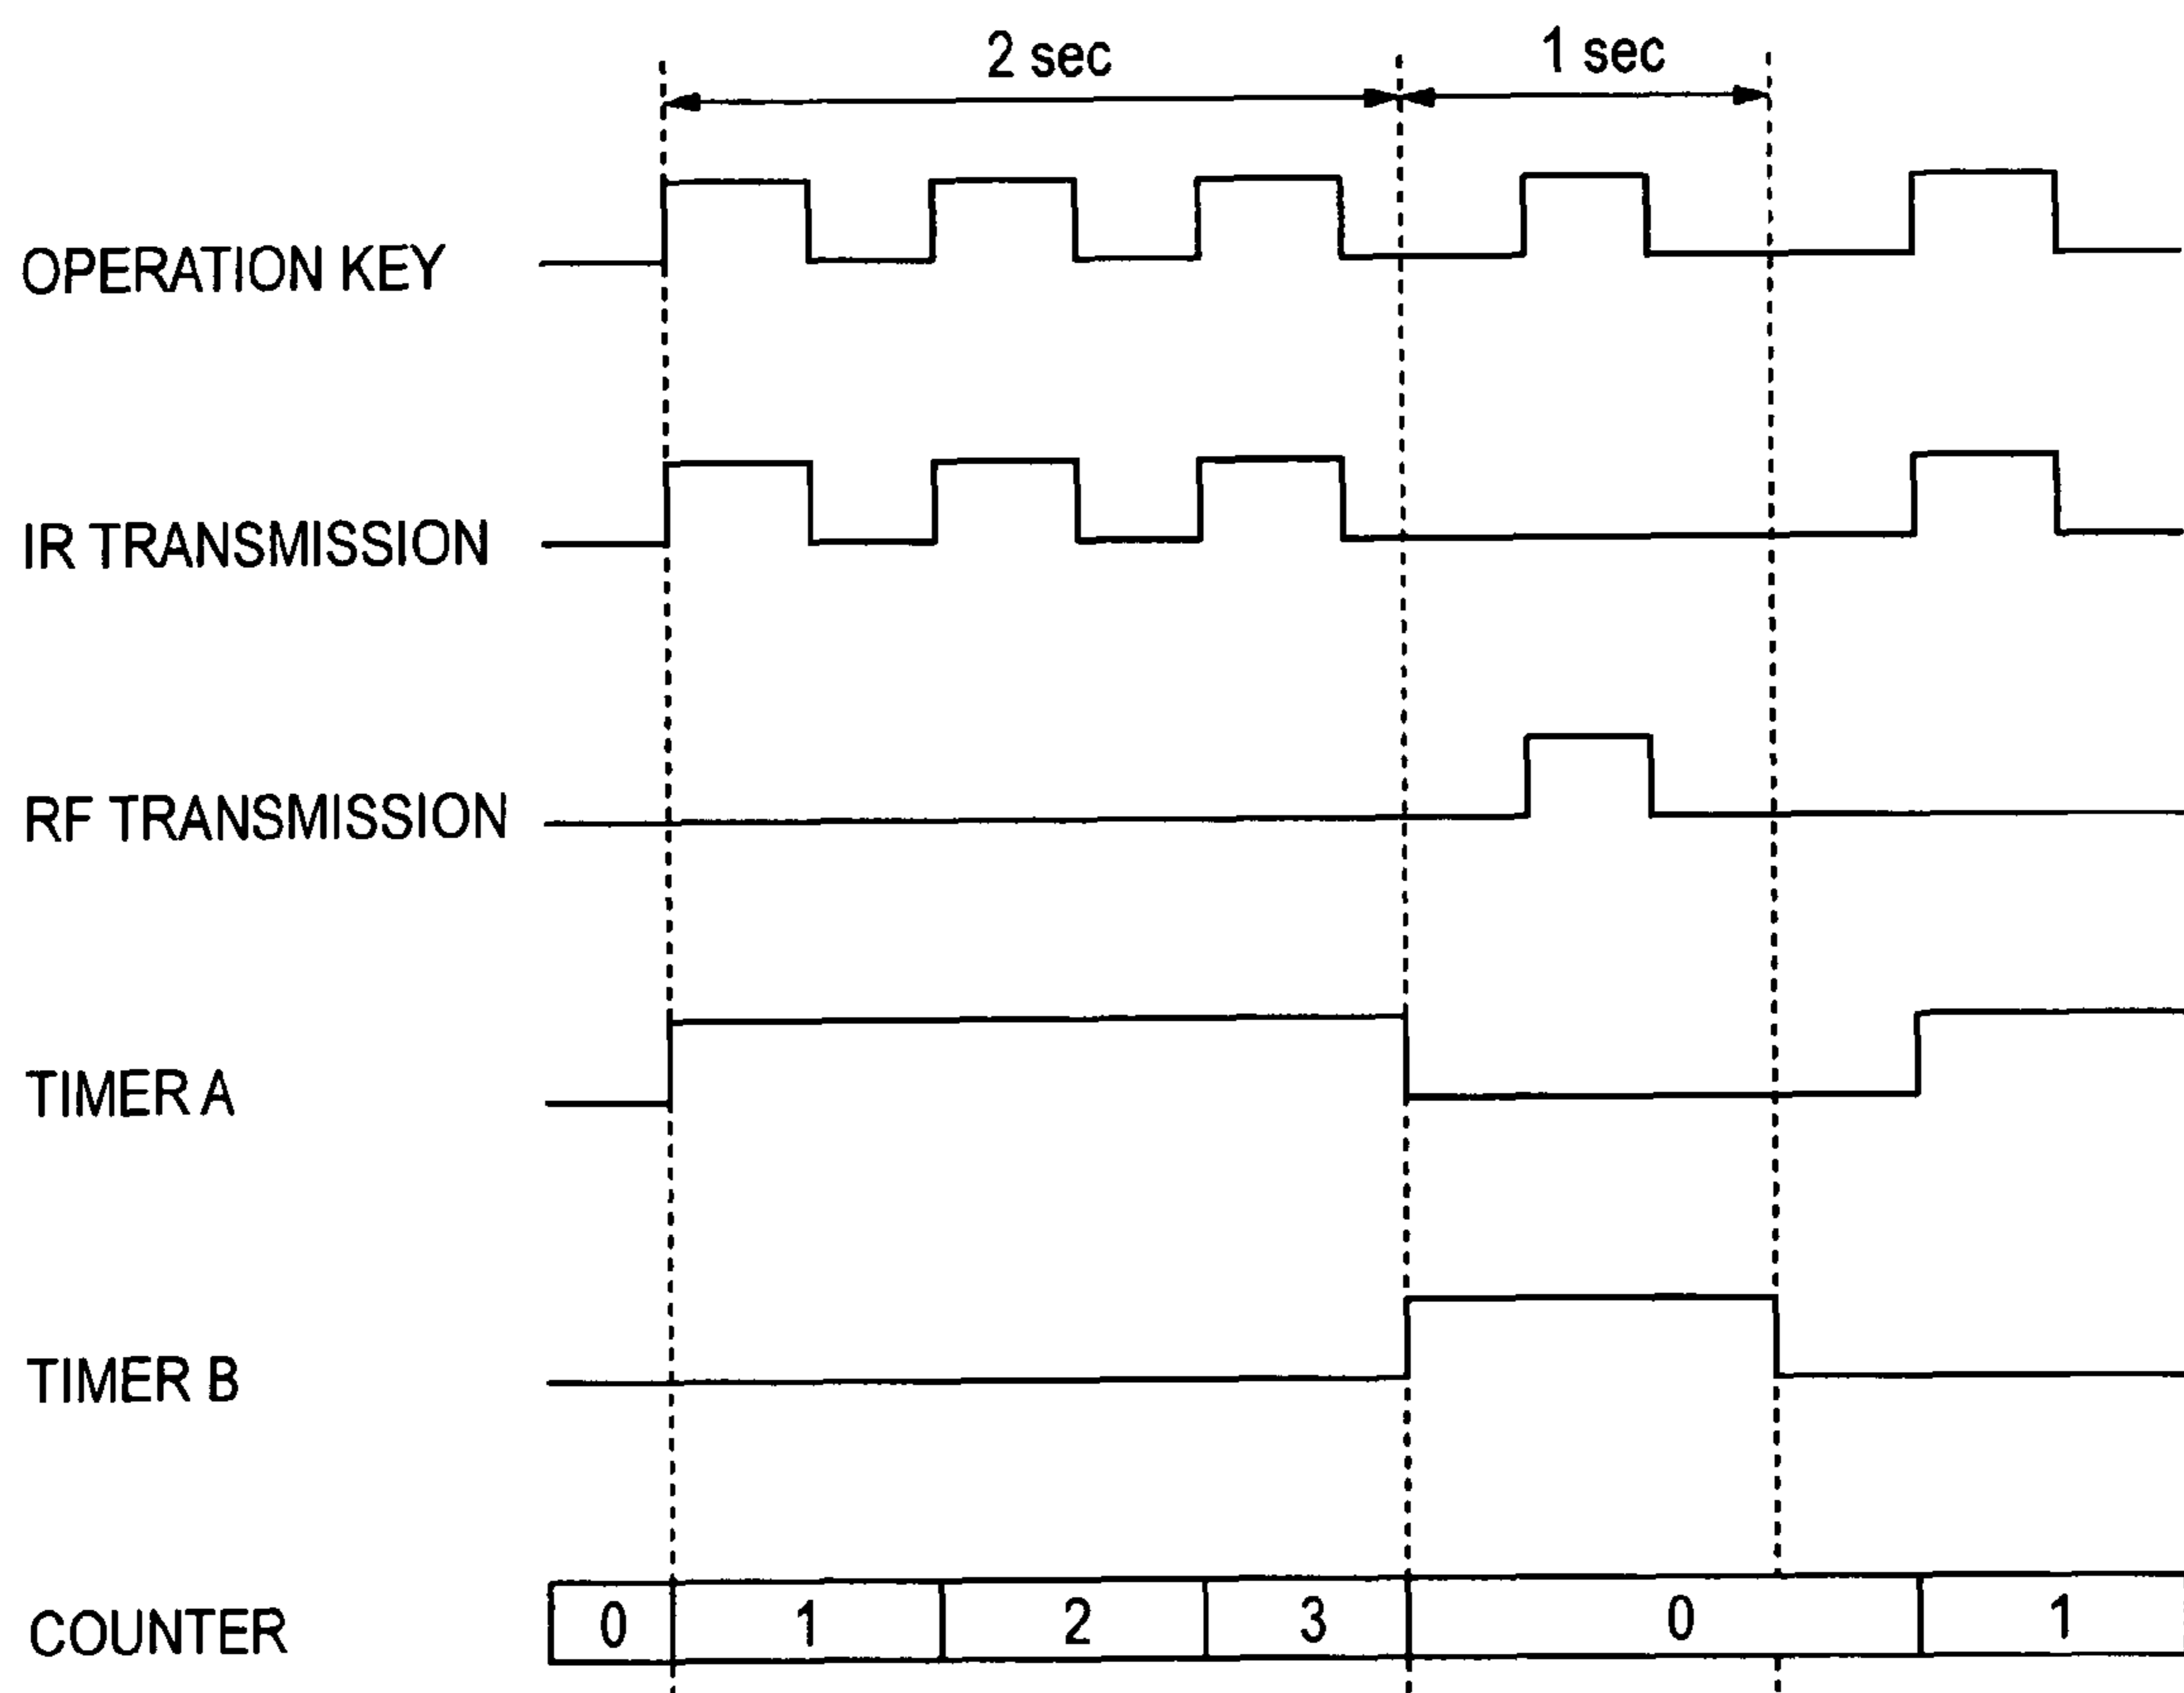 2 sec 1 sec
OPERATION KEY
IR TRANSMISSION
RF TRANSMISSION
TIMER A
TIMER B
COUNTER 0 1 2 3 0 1